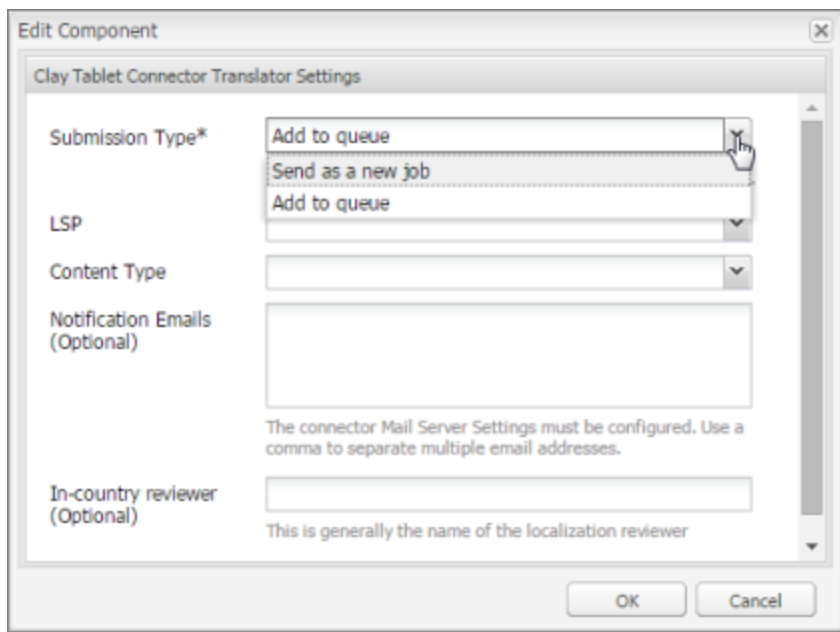 Edit Component
Clay Tablet Connector Translator Settings
Submission Type*
Add to queue
Send as a new job
Add to queue
LSP
Content Type
Notification Emails
(Optional)
The connector Mail Server Settings must be configured. Use a
comma to separate multiple email addresses.
In-country reviewer
(Optional)
This is generally the name of the localization reviewer
OK
Cancel